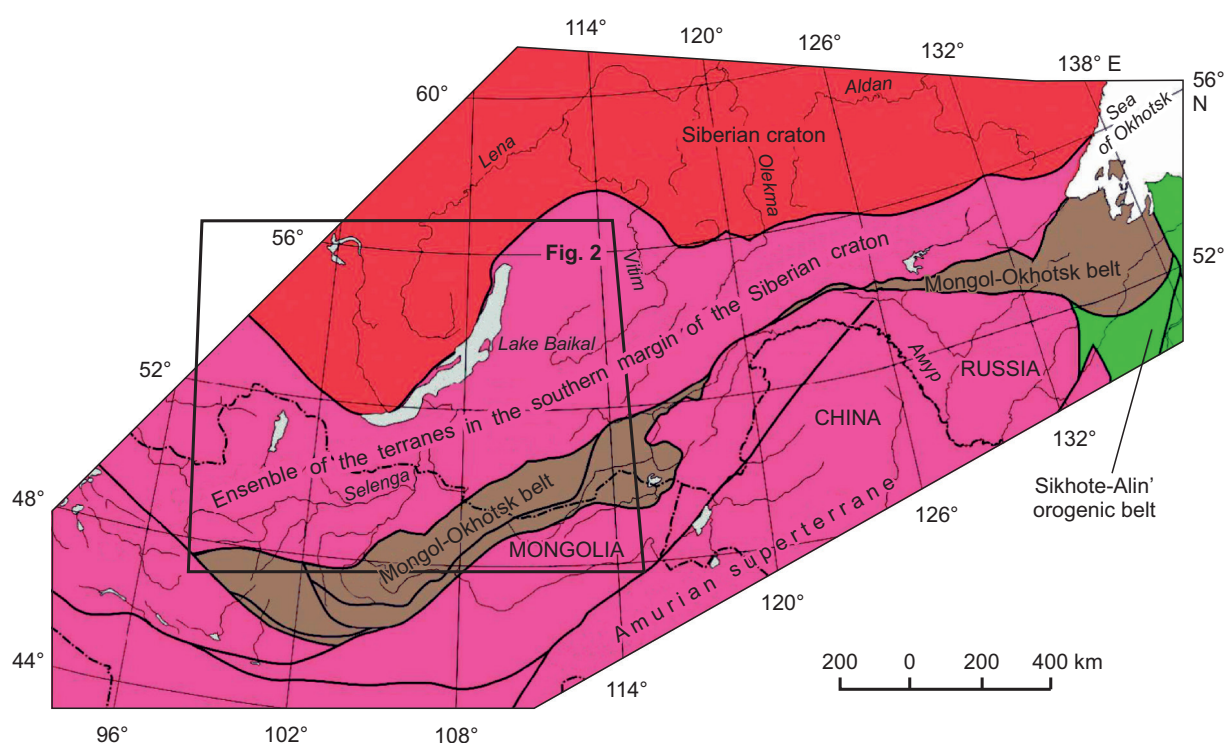 114°
120°
126°
132°
138° E
56°
N
60°
Aldan
Sea
of Okhotsk
Siberian craton
Lena
Olekma
56°
Fig. 2
Vitim
52°
Mongol-Okhotsk belt
Ensenble of the terranes in the southern margin of the Siberian craton
Lake Baikal
52°
Амур
RUSSIA
CHINA
132°
Selenga
48°
Mongol-Okhotsk belt
126°
Sikhote-Alin’
orogenic belt
MONGOLIA
Amurian superterrane
120°
44°
114°
200 0 200 400 km
96°
102°
108°